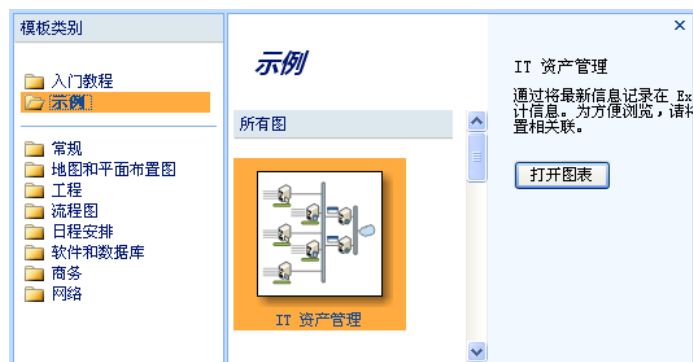 模板类别
入门教程
示例
常规
地图和平面布置图
工程
流程图
日程安排
软件和数据库
商务
网络
示例
所有图
IT 资产管理
IT 资产管理
通过将最新信息记录在 Ex
计信息。为方便浏览,请
置相关联。
打开图表